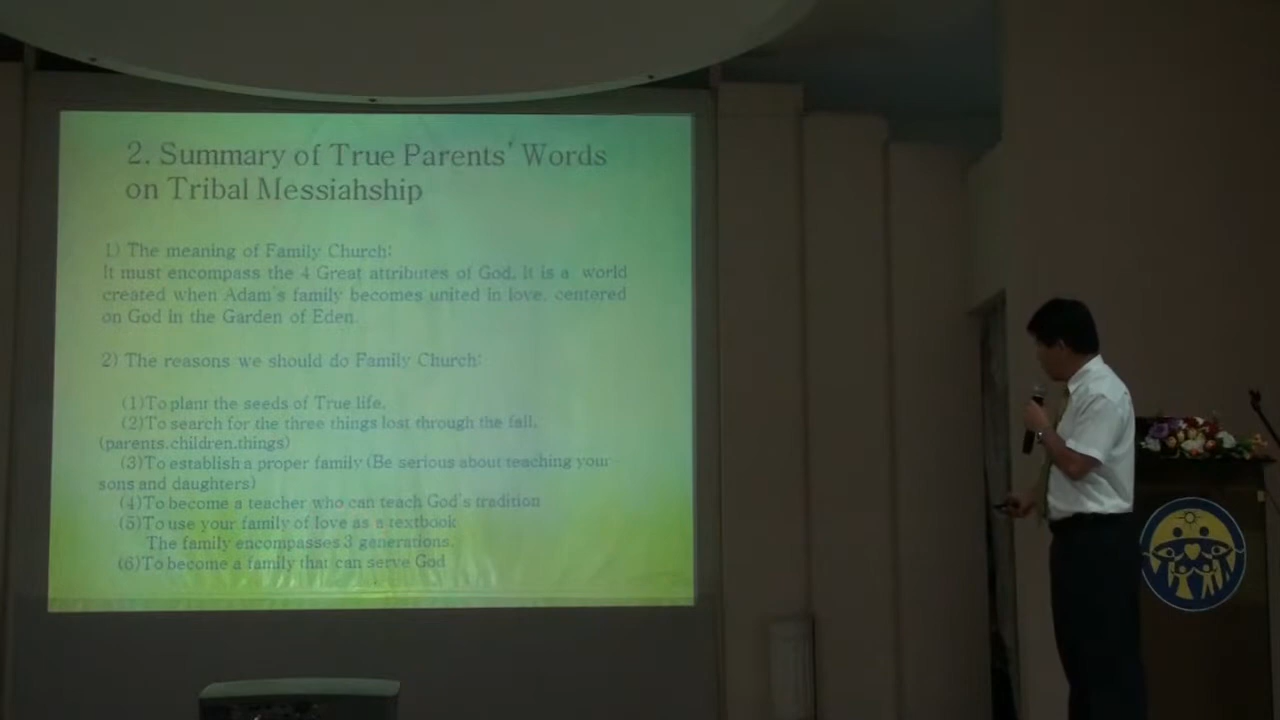 2. Summary of True Parents' Words
on Tribal Messiahship
1) The meaning of Family Church:
It must encompass the 4 Great attributes of God. It is a world
created when Adam's family becomes united in love, centered
on God in the Garden of Eden.
2) The reasons we should do Family Church:
(1)To plant the seeds of True life.
(2)To search for the three things lost through the fall.
(parents.children.things)
(3)To establish a proper family (Be serious about teaching your
sons and daughters)
(4)To become a teacher who can teach God's tradition
(5)To use your family of love as a textbook
The family encompasses 3 generations.
(6)To become a family that can serve God